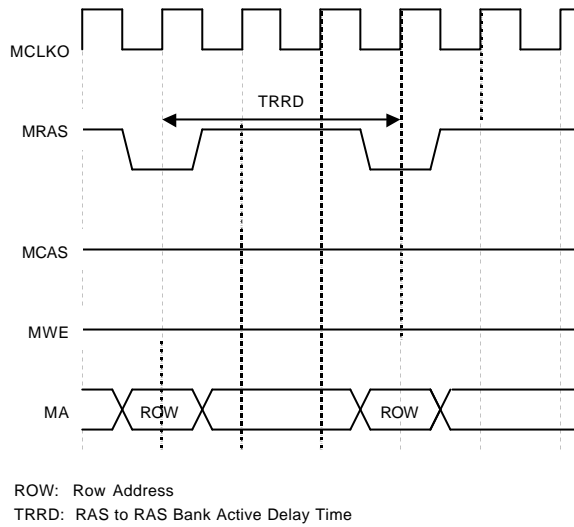 MCLKO
TRRD
MRAS
MCAS
MWE
MA
ROW
ROW
ROW: Row Address
TRRD: RAS to RAS Bank Active Delay Time